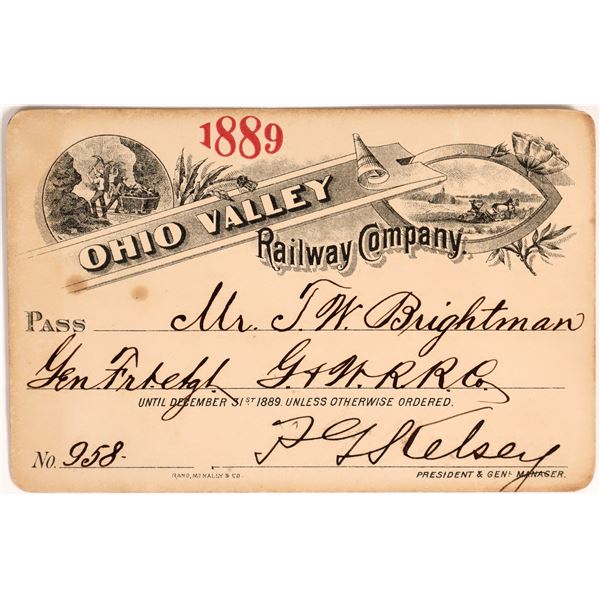 1889
OHIO VALLEY
Railway Company.
PASS Mr. T. W. Brightman
Gen Frt G. & W. R.R. Co.
UNTIL DECEMBER 31ST 1889. UNLESS OTHERWISE ORDERED.
No. 958.
Kelsey
RAND, MCNALLY & CO.
PRESIDENT & GENL MANAGER.